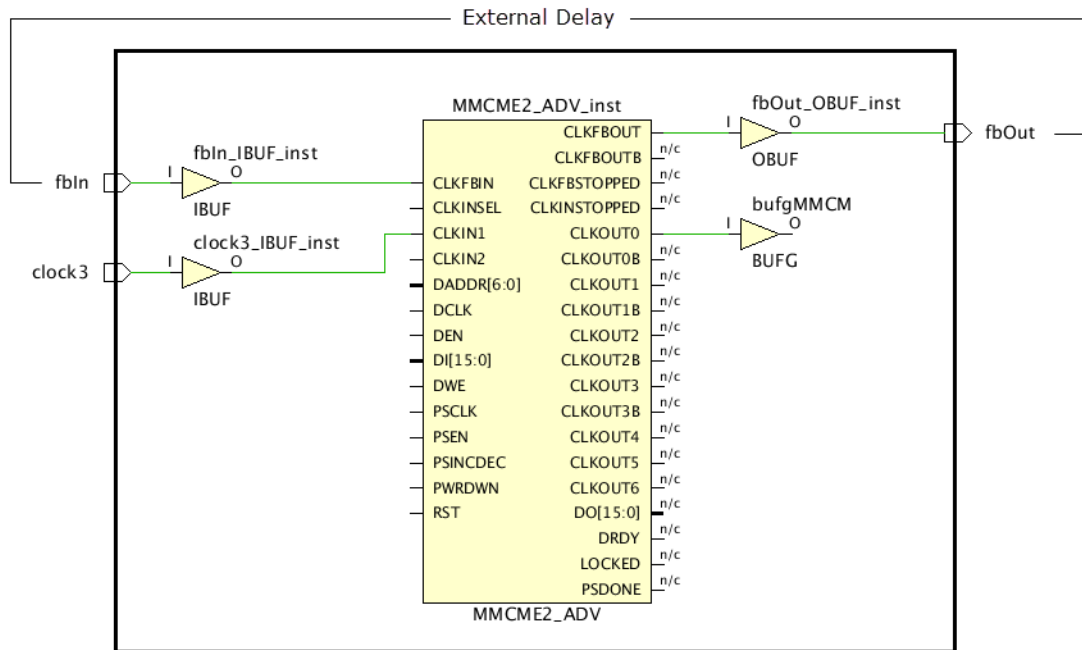 External Delay
MMCME2_ADV_inst
fbOut_OBUF_inst
CLKFBOUT
I
O
fbOut
n/c
CLKFBOUTB
OBUF
fbIn_IBUF_inst
fbIn
I
O
CLKFBIN
n/c
CLKFBSTOPPED
IBUF
CLKINSEL
n/c
CLKINSTOPPED
bufgMMCM
CLKIN1
CLKOUT0
I
O
BUFG
clock3_IBUF_inst
clock3
I
O
IBUF
CLKIN2
n/c
CLKOUT0B
DADDR[6:0]
n/c
CLKOUT1
DCLK
n/c
CLKOUT1B
DEN
n/c
CLKOUT2
DI[15:0]
n/c
CLKOUT2B
DWE
n/c
CLKOUT3
PSCLK
n/c
CLKOUT3B
PSEN
n/c
CLKOUT4
PSINCDEC
n/c
CLKOUT5
PWRDWN
n/c
CLKOUT6
RST
n/c
DO[15:0]
n/c
DRDY
n/c
LOCKED
n/c
PSDONE
MMCME2_ADV